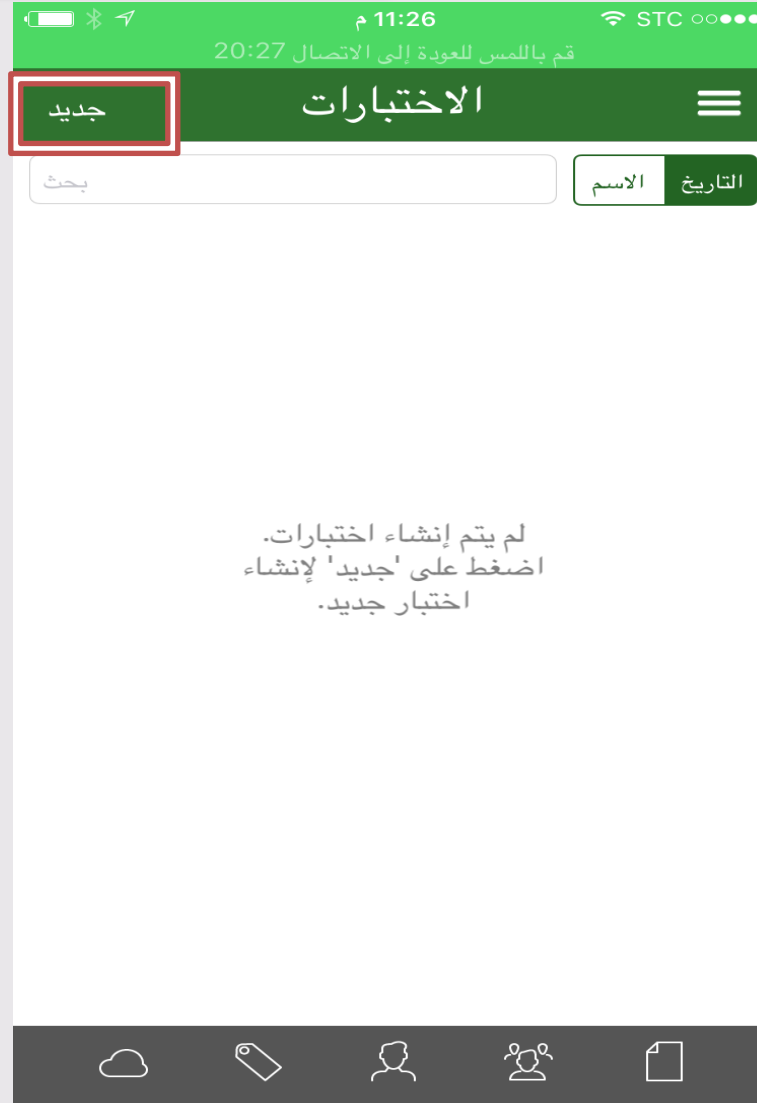 STC 11:26 م
قم باللمس للعودة إلى الاتصال 20:27
الاختبارات جديد
التاريخ الاسم بحث
لم يتم إنشاء اختبارات.
اضغط على 'جديد' لإنشاء
اختبار جديد.